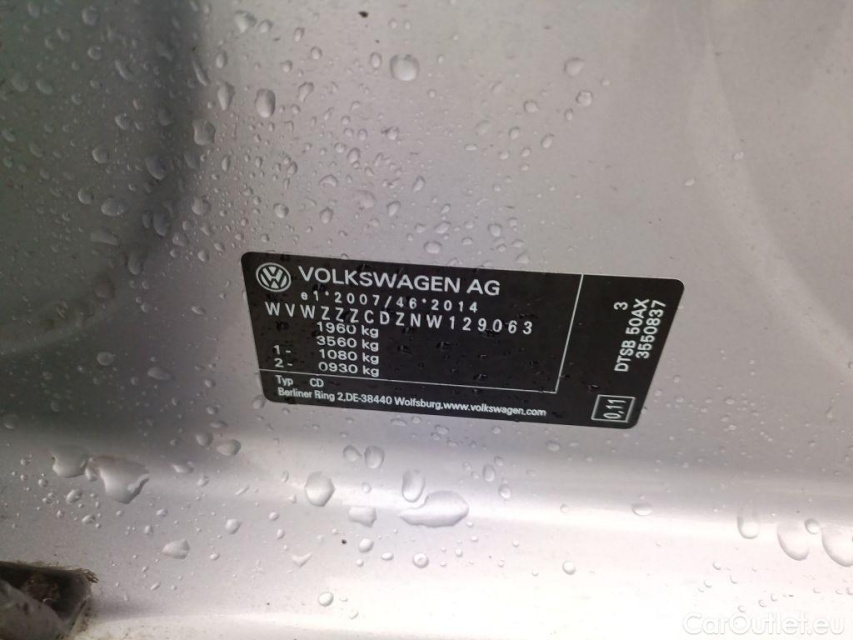 VOLKSWAGEN AG
e1*2007/46*2014
WVWZZZCDZNW129063
1960 kg
3560 kg
1- 1080 kg
2- 0930 kg
Typ CD
Berliner Ring 2,DE-38440 Wolfsburg.www.volkswagen.com
3
DTSB 50AX
3550837
0.11
CarOutlet.eu